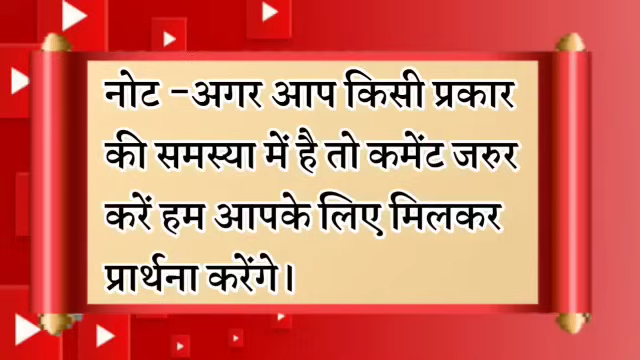 नोट -अगर आप किसी प्रकार
की समस्या में है तो कमेंट जरुर
करें हम आपके लिए मिलकर
प्रार्थना करेंगे।